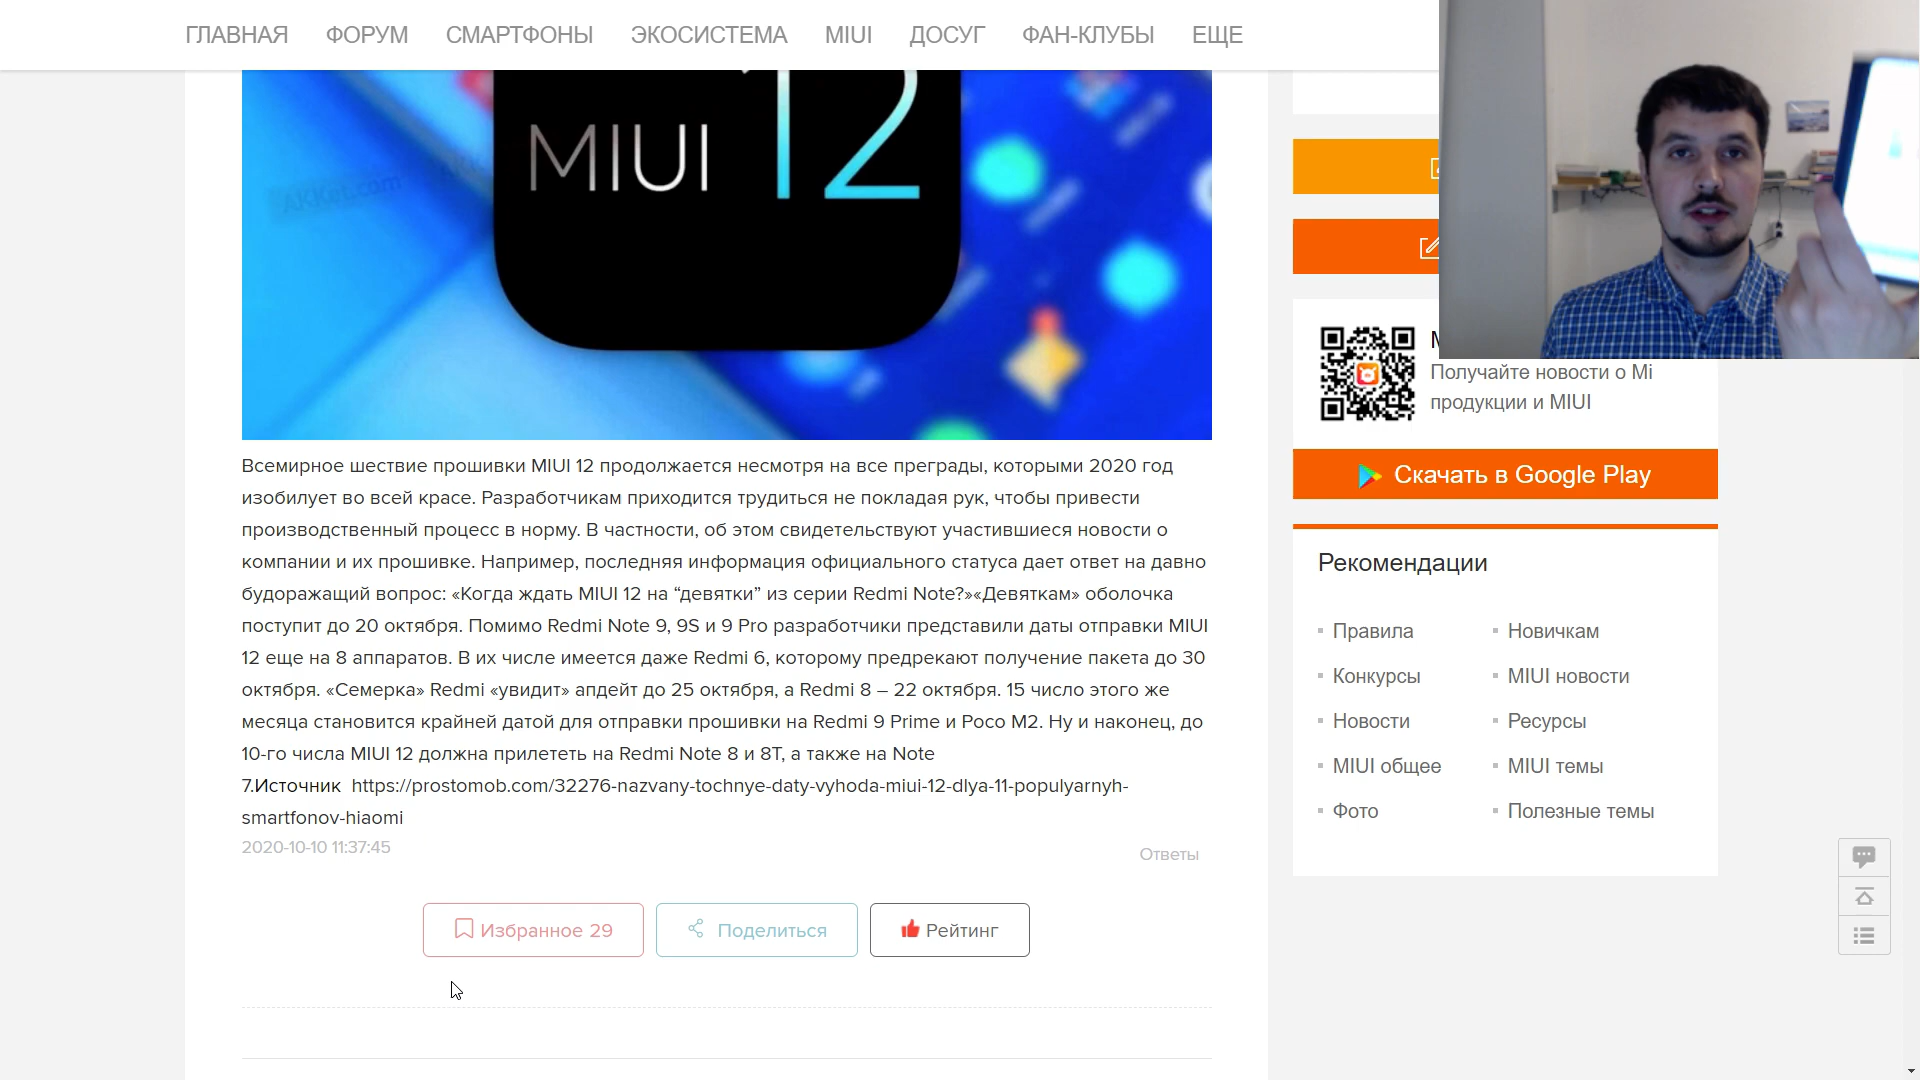 ГЛАВНАЯ ФОРУМ СМАРТФОНЫ ЭКОСИСТЕМА MIUI ДОСУГ ФАН-КЛУБЫ ЕЩЕ
12
MIUI
AKKet.com
Всемирное шествие прошивки MIUI 12 продолжается несмотря на все преграды, которыми 2020 год
изобилует во всей красе. Разработчикам приходится трудиться не покладая рук, чтобы привести
производственный процесс в норму. В частности, об этом свидетельствуют участившиеся новости о
компании и их прошивке. Например, последняя информация официального статуса дает ответ на давно
будоражащий вопрос: «Когда ждать MIUI 12 на “девятки” из серии Redmi Note?»«Девяткам» оболочка
поступит до 20 октября. Помимо Redmi Note 9, 9S и 9 Pro разработчики представили даты отправки MIUI
12 еще на 8 аппаратов. В их числе имеется даже Redmi 6, которому предрекают получение пакета до 30
октября. «Семерка» Redmi «увидит» апдейт до 25 октября, а Redmi 8 – 22 октября. 15 число этого же
месяца становится крайней датой для отправки прошивки на Redmi 9 Prime и Poco M2. Ну и наконец, до
10-го числа MIUI 12 должна прилететь на Redmi Note 8 и 8T, а также на Note
7.Источник https://prostomob.com/32276-nazvany-tochnye-daty-vyhoda-miui-12-dlya-11-populyarnyh-
smartfonov-hiaomi
2020-10-10 11:37:45
Ответы
Избранное 29
Поделиться
Рейтинг
Получайте новости о Mi
продукции и MIUI
Скачать в Google Play
Рекомендации
Правила Новичкам
Конкурсы MIUI новости
Новости Ресурсы
MIUI общее MIUI темы
Фото Полезные темы